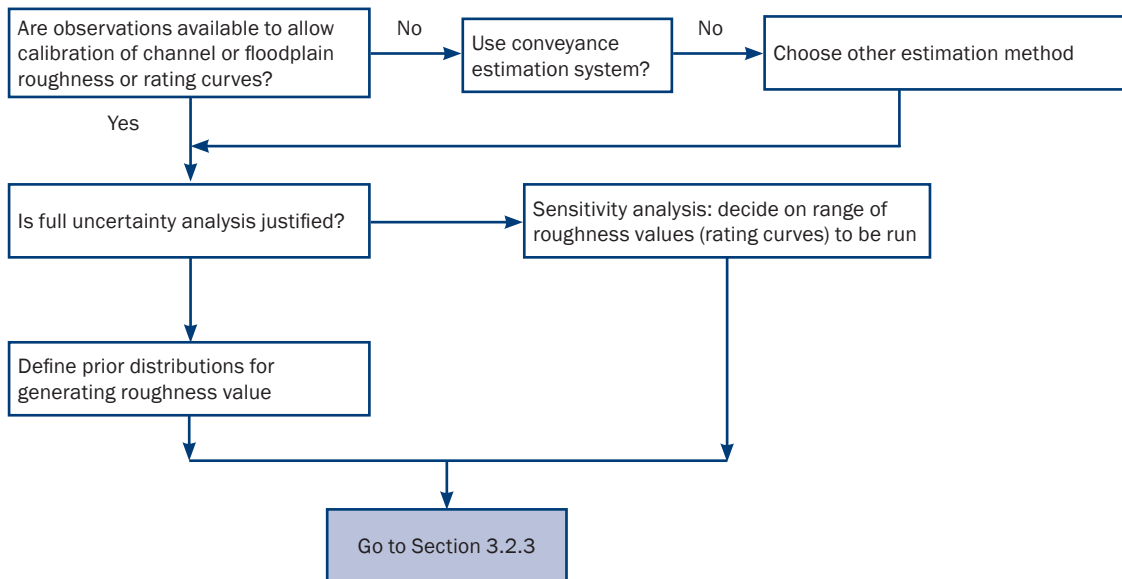 Are observations available to allow
calibration of channel or floodplain
roughness or rating curves?
No
Use conveyance
estimation system?
No
Choose other estimation method
Yes
Is full uncertainty analysis justified?
Sensitivity analysis: decide on range of
roughness values (rating curves) to be run
Define prior distributions for
generating roughness value
Go to Section 3.2.3